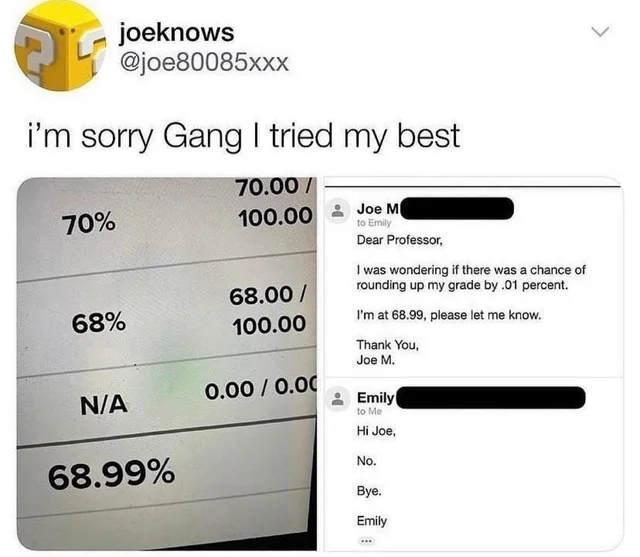 joeknows
@joe80085xxx
i'm sorry Gang I tried my best
70.00 /
70%
100.00
68.00 /
68%
100.00
N/A
0.00 / 0.00
68.99%
Joe M
to Emily
Dear Professor,
I was wondering if there was a chance of
rounding up my grade by .01 percent.
I'm at 68.99, please let me know.
Thank You,
Joe M.
Emily
to Me
Hi Joe,
No.
Bye.
Emily
...